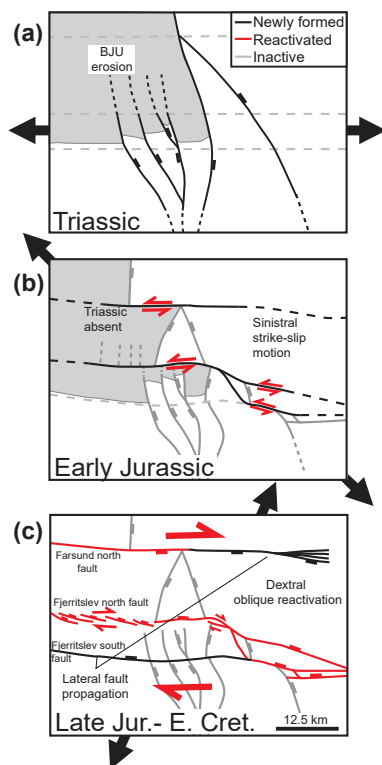 (a)
Newly formed
Reactivated
Inactive
BJU
erosion
Triassic
(b)
Triassic
absent
Sinistral
strike-slip
motion
Early Jurassic
(c)
Farsund north
fault
Fjerritslev north fault
Dextral
oblique reactivation
Fjerritslev south
fault
Lateral fault
propagation
Late Jur.- E. Cret.
12.5 km